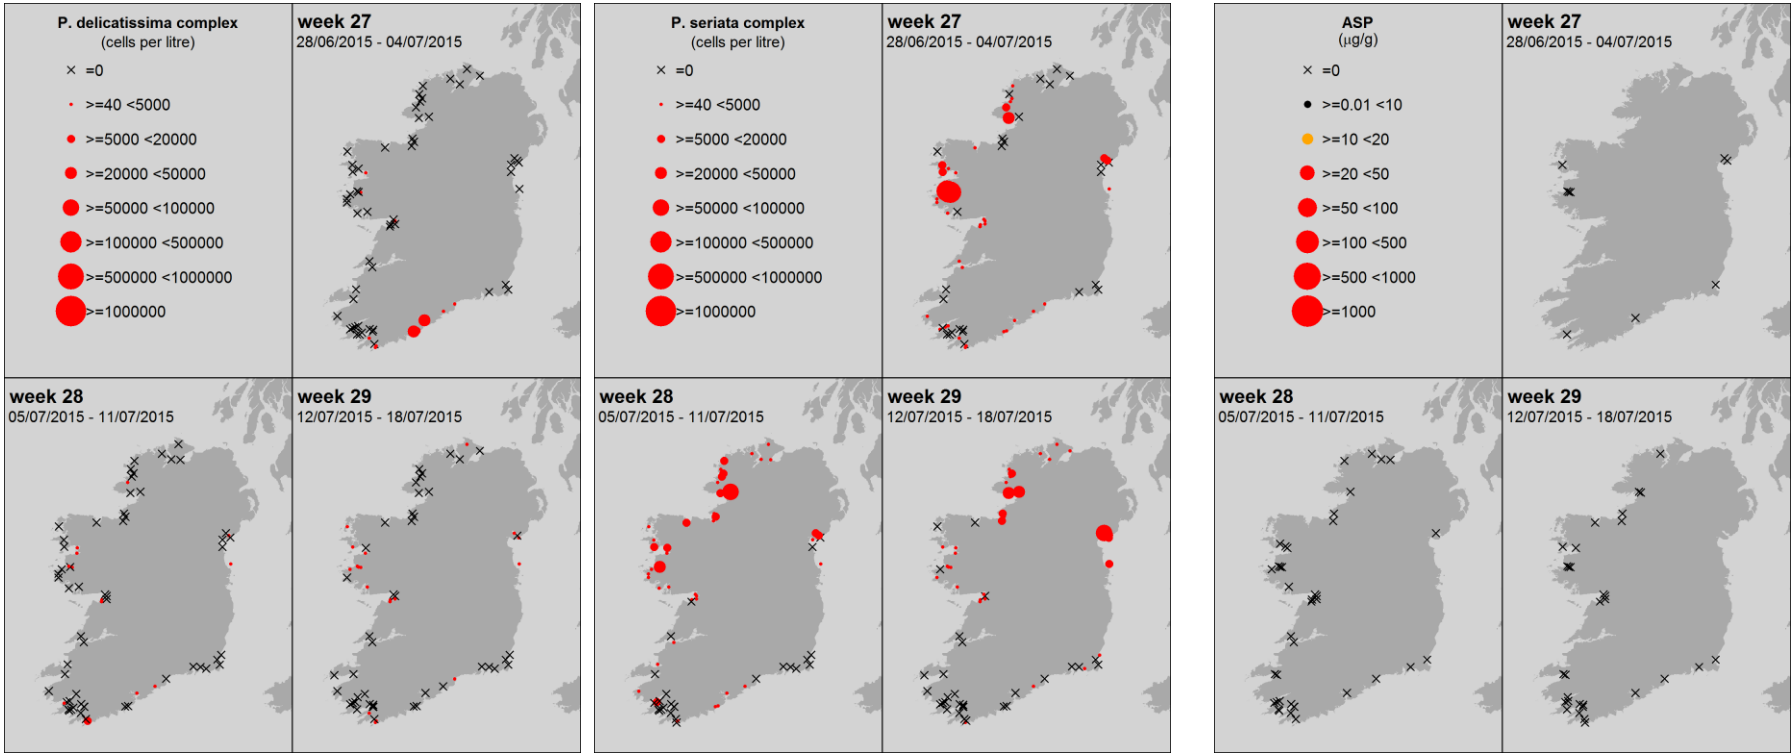 P. delicatissima complex
(cells per litre)
=0
>=40 <5000
>=5000 <20000
>=20000 <50000
>=50000 <100000
>=100000 <500000
>=500000 <1000000
>=1000000
week 27
28/06/2015 - 04/07/2015
week 28
05/07/2015 - 11/07/2015
week 29
12/07/2015 - 18/07/2015
P. seriata complex
(cells per litre)
=0
>=40 <5000
>=5000 <20000
>=20000 <50000
>=50000 <100000
>=100000 <500000
>=500000 <1000000
>=1000000
week 27
28/06/2015 - 04/07/2015
week 28
05/07/2015 - 11/07/2015
week 29
12/07/2015 - 18/07/2015
ASP
(µg/g)
=0
>=0.01 <10
>=10 <20
>=20 <50
>=50 <100
>=100 <500
>=500 <1000
>=1000
week 27
28/06/2015 - 04/07/2015
week 28
05/07/2015 - 11/07/2015
week 29
12/07/2015 - 18/07/2015